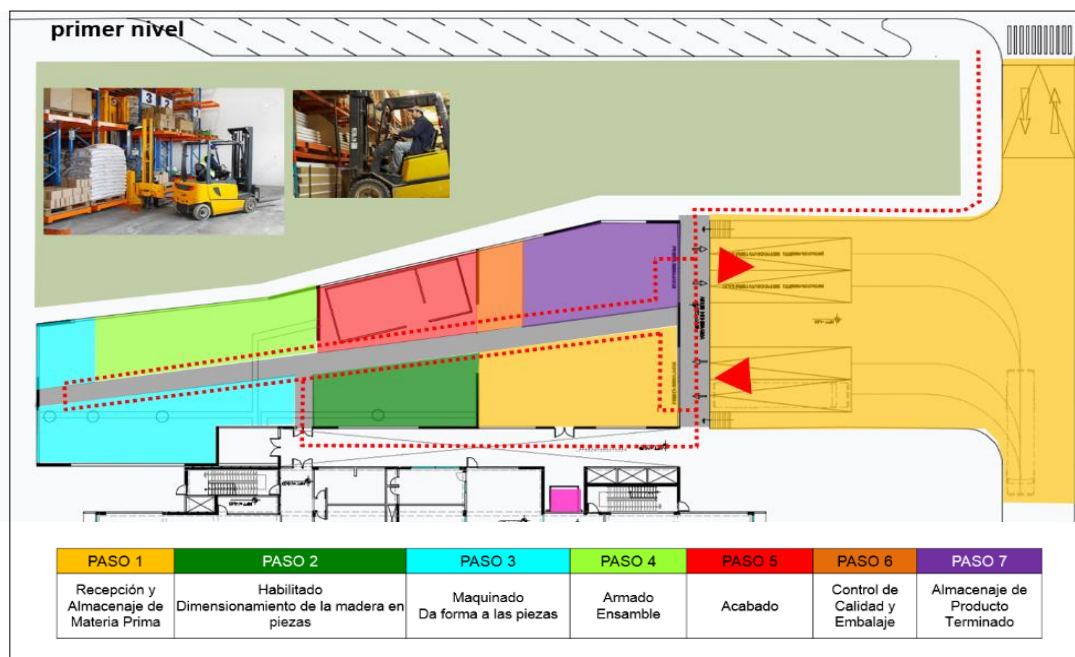 primer nivel
3
2
PASO 1
PASO 2
PASO 3
PASO 4
PASO 5
PASO 6
PASO 7
Recepción y
Almacenaje de
Materia Prima
Habilitado
Dimensionamiento de la madera en
piezas
Maquinado
Da forma a las piezas
Armado
Ensamble
Acabado
Control de
Calidad y
Embalaje
Almacenaje de
Producto
Terminado